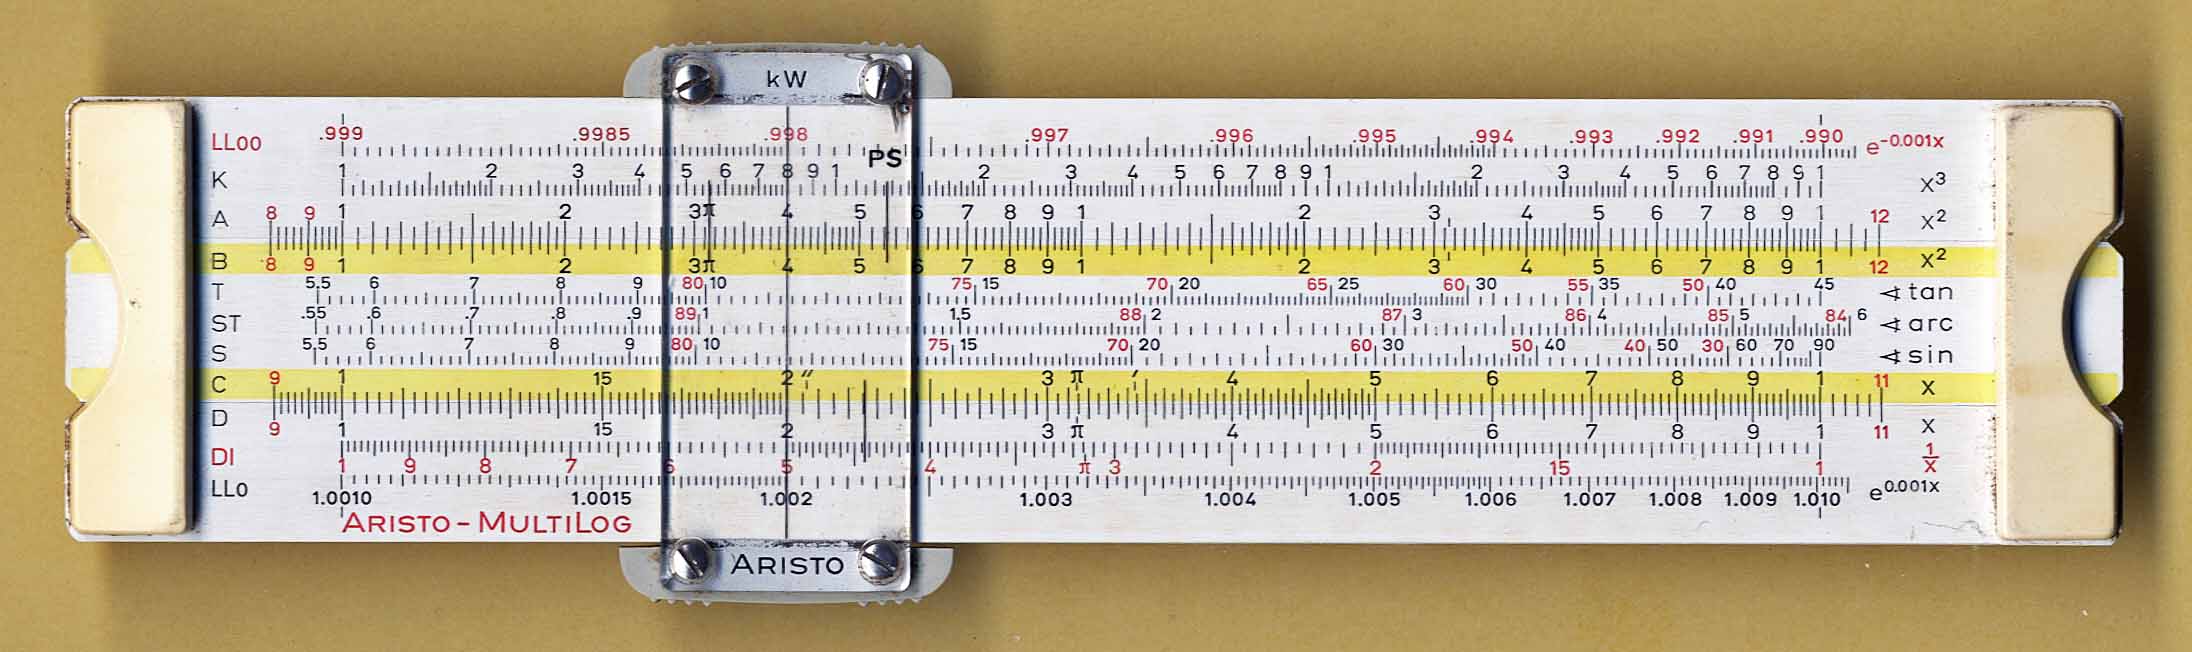 kW
.999 .9985 .998 .997 .996 .995 .994 .993 .992 .991 .990
LL00 e-0.001x
PS
K 1 2 3 4 5 6 7 8 9 1 2 3 4 5 6 7 8 9 1 2 3 4 5 6 7 8 9 1 x3
A 8 9 1 2 3 π 4 5 6 7 8 9 1 2 3 4 5 6 7 8 9 1 12 x2
B 8 9 1 2 3 π 4 5 6 7 8 9 1 2 3 4 5 6 7 8 9 1 12 x2
T 5.5 6 7 8 9 80 10 75 15 70 20 65 25 60 30 55 35 50 40 45 ∢ tan
ST .55 .6 .7 .8 .9 89 1 1.5 88 2 87 3 86 4 85 5 84 6 ∢ arc
S 5.5 6 7 8 9 80 10 75 15 70 20 60 30 50 40 40 50 30 60 70 90 ∢ sin
C 9 1 15 2 ″ 3 π ′ 4 5 6 7 8 9 1 11 x
D 9 1 15 2 3 π 4 5 6 7 8 9 1 11 x
DI 1 9 8 7 6 5 4 π 3 2 15 1 1/x
LL0 1.0010 1.0015 1.002 1.003 1.004 1.005 1.006 1.007 1.008 1.009 1.010 e0.001x
ARISTO-MULTILOG
ARISTO